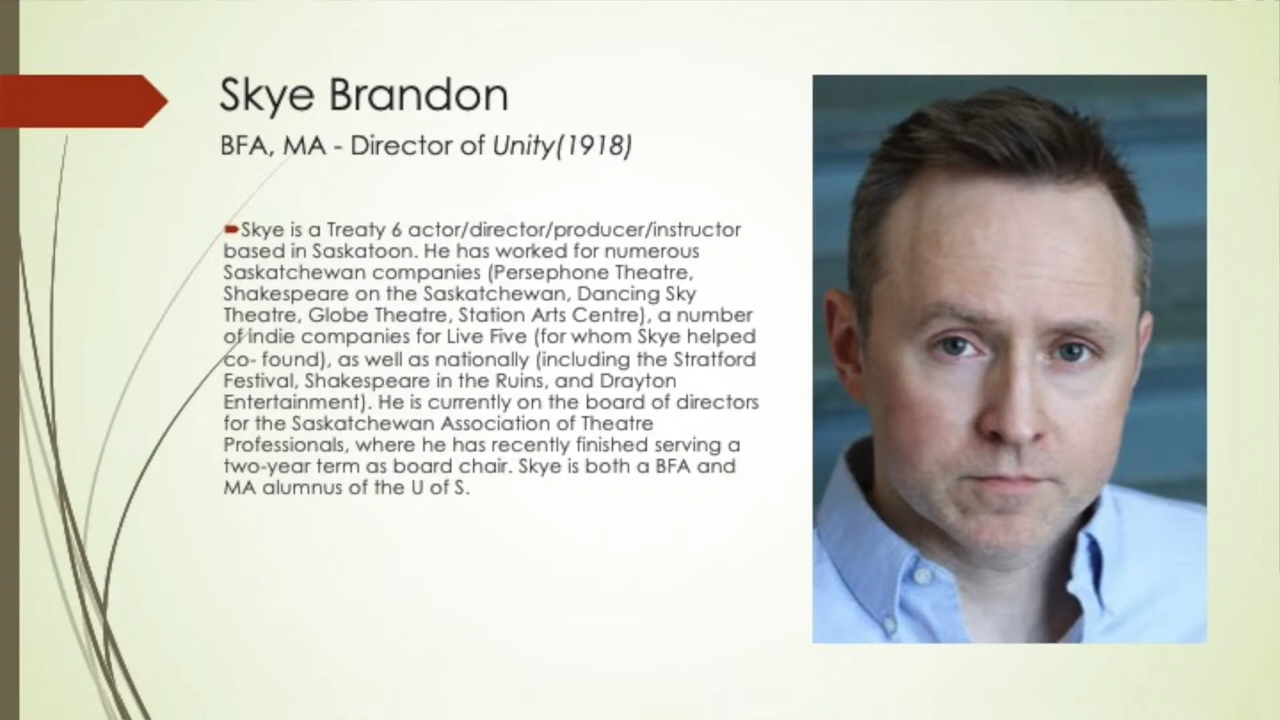 Skye Brandon
BFA, MA - Director of Unity(1918)
Skye is a Treaty 6 actor/director/producer/instructor
based in Saskatoon. He has worked for numerous
Saskatchewan companies (Persephone Theatre,
Shakespeare on the Saskatchewan, Dancing Sky
Theatre, Globe Theatre, Station Arts Centre), a number
of indie companies for Live Five (for whom Skye helped
co- found), as well as nationally (including the Stratford
Festival, Shakespeare in the Ruins, and Drayton
Entertainment). He is currently on the board of directors
for the Saskatchewan Association of Theatre
Professionals, where he has recently finished serving a
two-year term as board chair. Skye is both a BFA and
MA alumnus of the U of S.